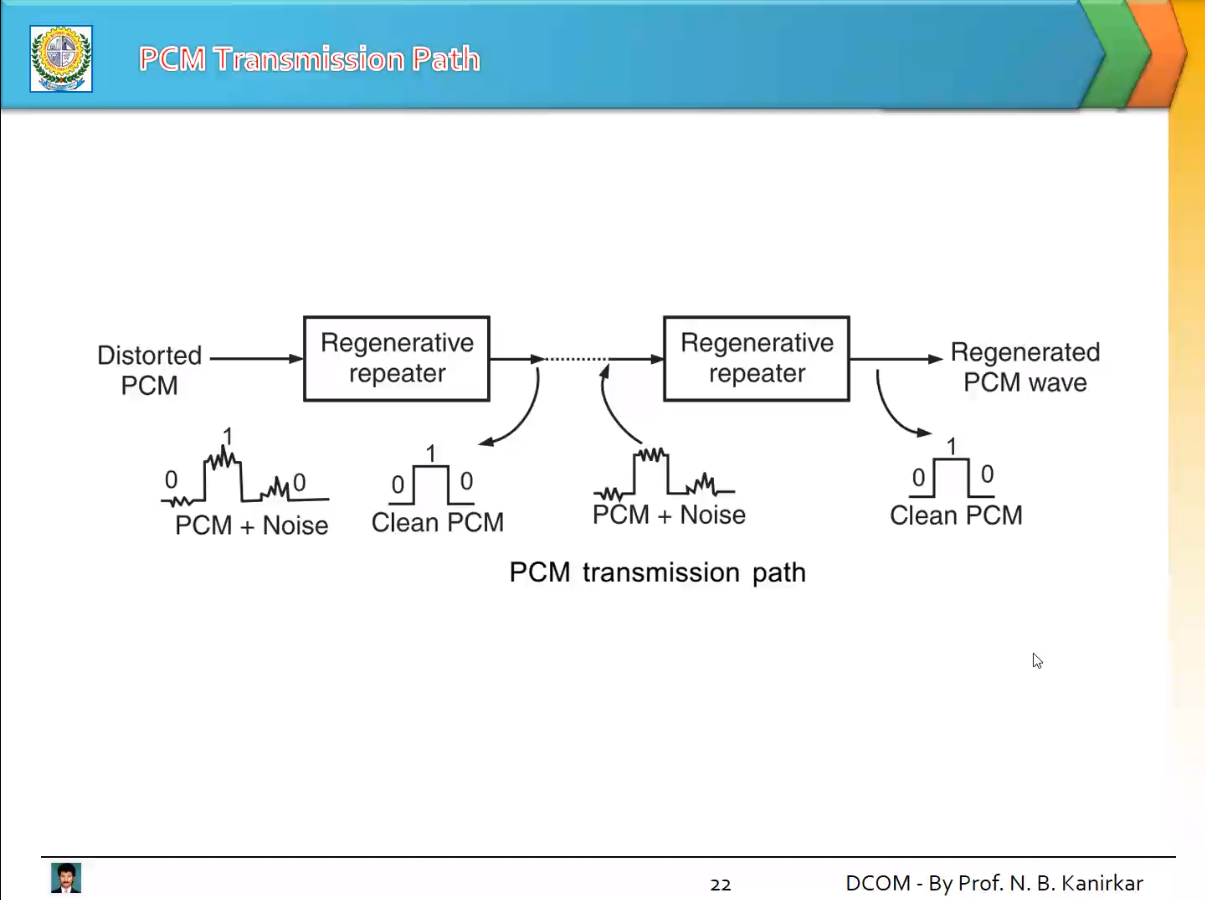 PCM Transmission Path
Distorted
PCM
Regenerative
repeater
Regenerative
repeater
Regenerated
PCM wave
0
1
0
PCM + Noise
0
1
0
Clean PCM
PCM + Noise
0
1
0
Clean PCM
PCM transmission path
22
DCOM - By Prof. N. B. Kanirkar